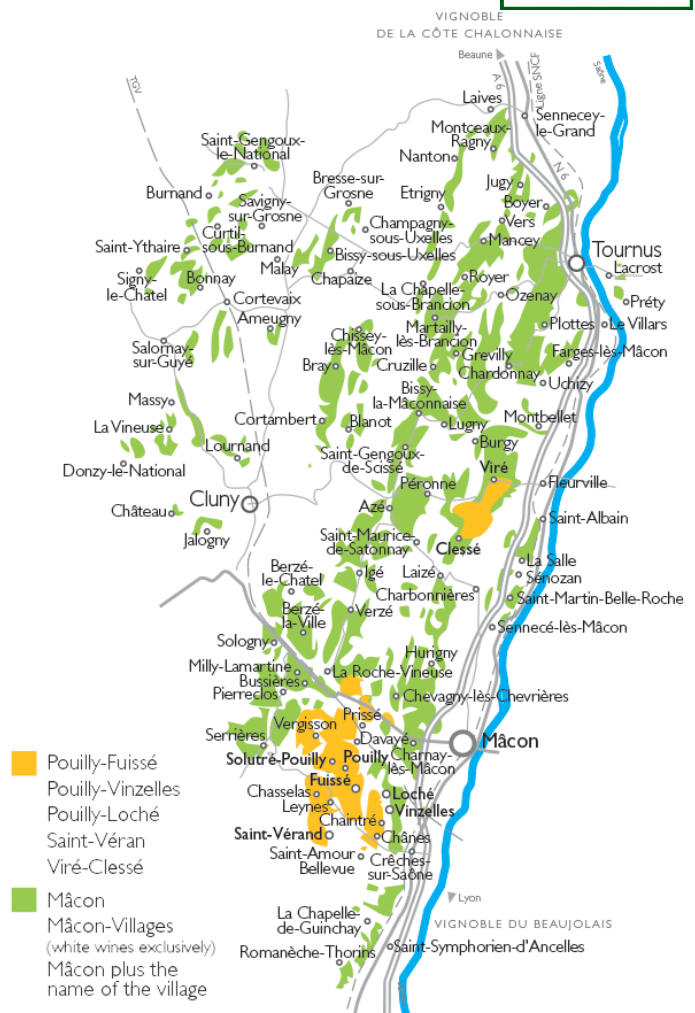 VIGNOBLE
DE LA CÔTE CHALONNAISE
Beaune
A 6
Ligne SNCF
Saône
TGV
Laives
Sennecey-
le-Grand
Montceaux-
Ragny
Saint-Gengoux-
le-National
Nanton
N 6
Bresse-sur-
Grosne
Jugy
Burnand
Savigny-
sur-Grosne
Etrigny
Boyer
Champagny-
sous-Uxelles
Vers
Curtil-
sous-Burnand
Mancey
Saint-Ythaire
Bissy-sous-Uxelles
Tournus
Malay
Lacrost
Signy-
le-Chatel
Bonnay
Chapaize
Royer
La Chapelle-
sous-Brancion
Ozenay
Cortevaix
Préty
Ameugny
Martailly-
lès-Brancion
Plottes
Le Villars
Chissey-
lès-Mâcon
Salornay-
sur-Guyé
Grevilly
Farges-lès-Mâcon
Bray
Cruzille
Chardonnay
Uchizy
Bissy-
la-Mâconnaise
Massy
Cortambert
Blanot
Lugny
Montbellet
La Vineuse
Burgy
Lournand
Saint-Gengoux-
de-Scissé
Viré
Donzy-le-National
Péronne
Fleurville
Cluny
Azé
Château
Saint-Albain
Jalogny
Saint-Maurice-
de-Satonnay
Clessé
La Salle
Berzé-
le-Chatel
Igé
Laizé
Sénozan
Charbonnières
Saint-Martin-Belle-Roche
Berzé-
la-Ville
Verzé
Sennecé-lès-Mâcon
Sologny
Hurigny
Milly-Lamartine
La Roche-Vineuse
Bussières
Pierreclos
Chevagny-lès-Chevrières
Prissé
Vergisson
Serrières
Davayé
Mâcon
Charnay-
lès-Mâcon
Solutré-Pouilly
Pouilly
Fuissé
Chasselas
Loché
Leynes
Vinzelles
Chaintré
Saint-Vérand
Chânes
Saint-Amour
Bellevue
Crêches-
sur-Saône
Pouilly-Fuissé
Pouilly-Vinzelles
Pouilly-Loché
Saint-Véran
Viré-Clessé
Mâcon
Mâcon-Villages
(white wines exclusively)
Mâcon plus the
name of the village
Lyon
La Chapelle-
de-Guinchay
VIGNOBLE DU BEAUJOLAIS
Romanèche-Thorins
Saint-Symphorien-d'Ancelles